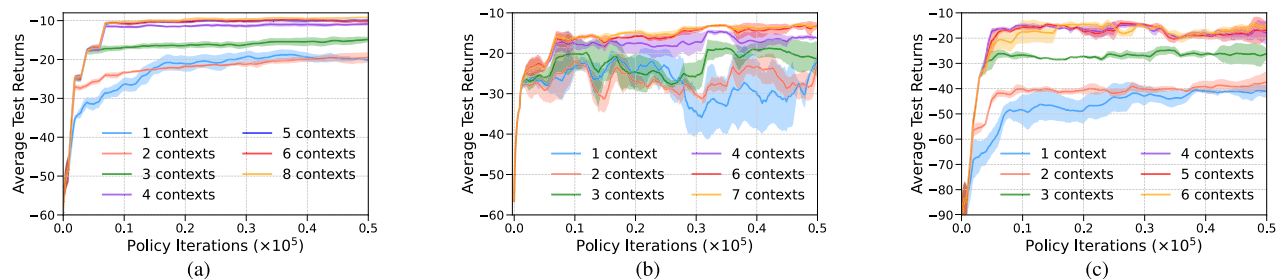 Average Test Returns
−10
−20
−30
−40
−50
−60
1 context
2 contexts
3 contexts
4 contexts
5 contexts
6 contexts
8 contexts
0.0 0.1 0.2 0.3 0.4 0.5
Policy Iterations (×10⁵)
(a)
Average Test Returns
−10
−20
−30
−40
−50
−60
1 context
2 contexts
3 contexts
4 contexts
6 contexts
7 contexts
0.0 0.1 0.2 0.3 0.4 0.5
Policy Iterations (×10⁵)
(b)
Average Test Returns
−10
−20
−30
−40
−50
−60
−70
−80
−90
1 context
2 contexts
3 contexts
4 contexts
5 contexts
6 contexts
0.0 0.1 0.2 0.3 0.4 0.5
Policy Iterations (×10⁵)
(c)